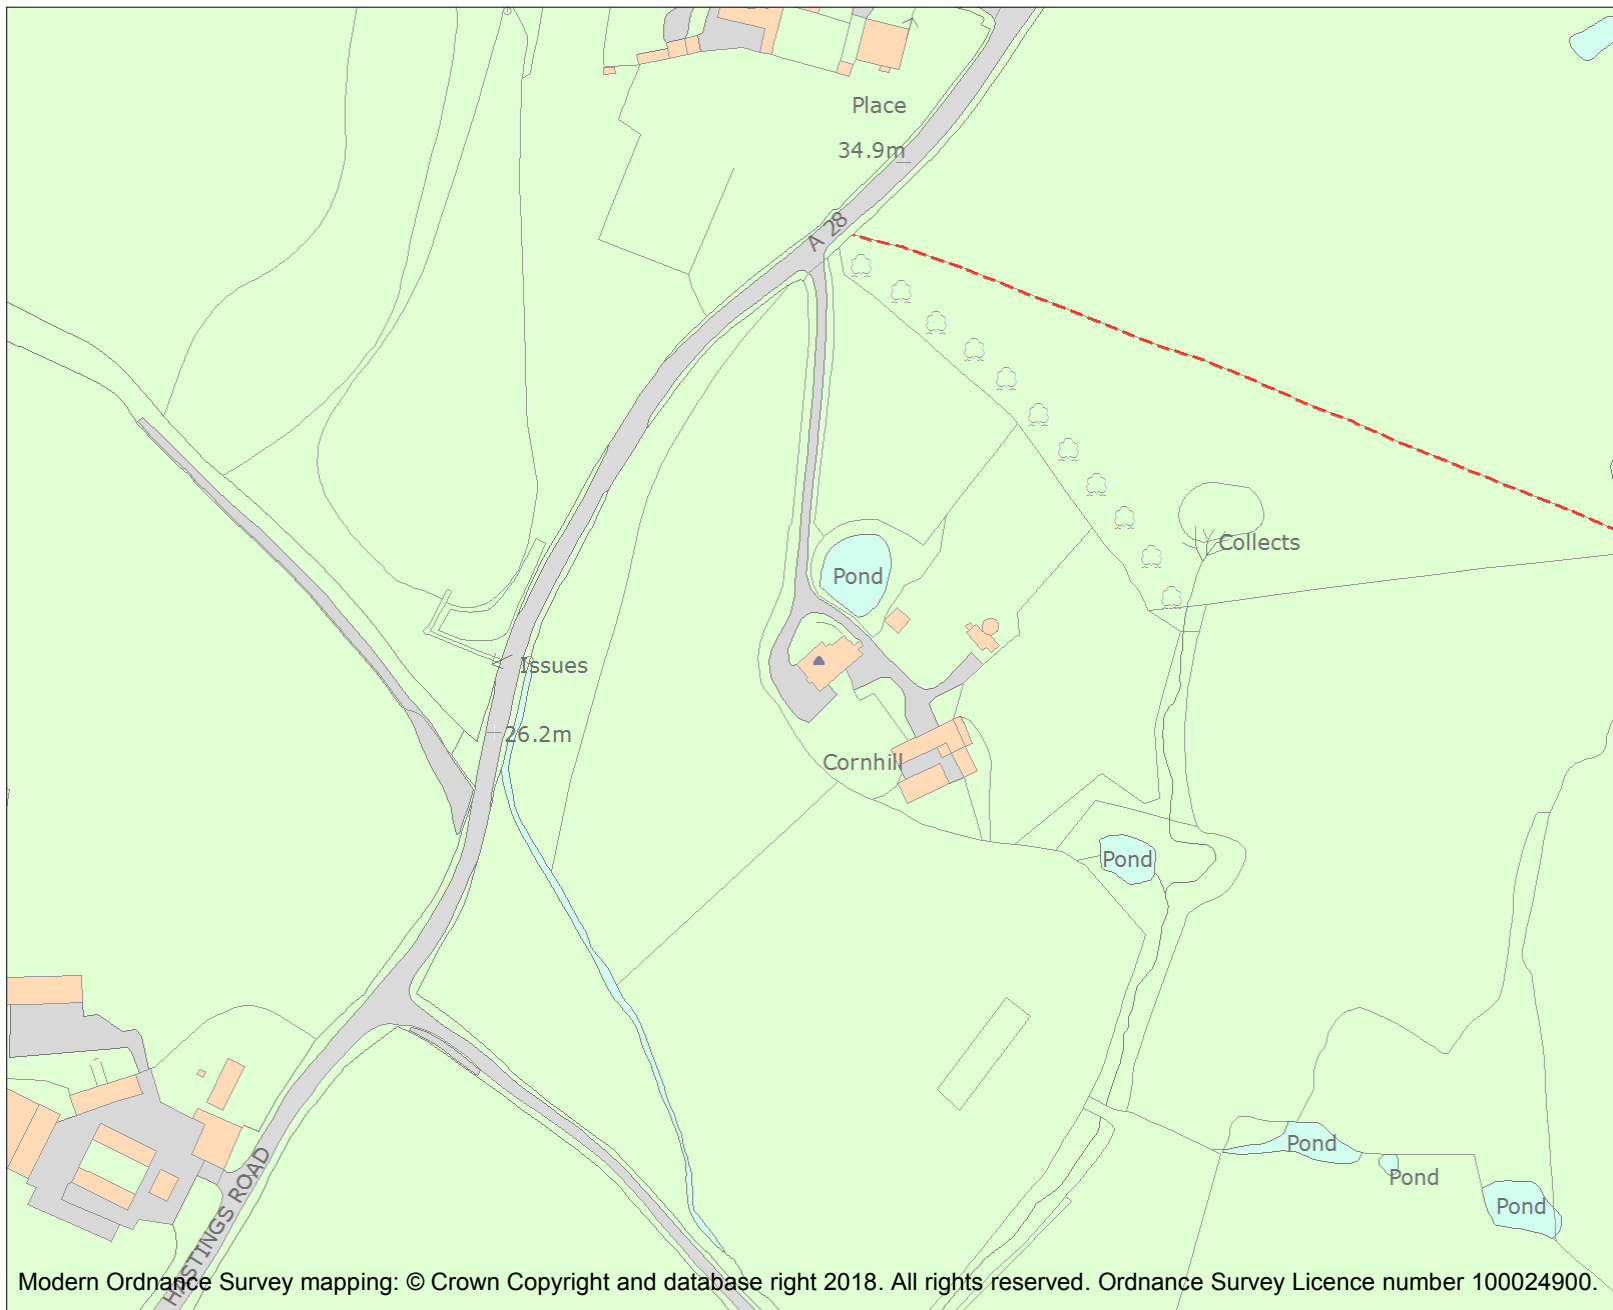 Place
34.9m
A 28
Collects
Pond
Issues
26.2m
Cornhill
Pond
Pond
Pond
Pond
HASTINGS ROAD
Modern Ordnance Survey mapping: © Crown Copyright and database right 2018. All rights reserved. Ordnance Survey Licence number 100024900.